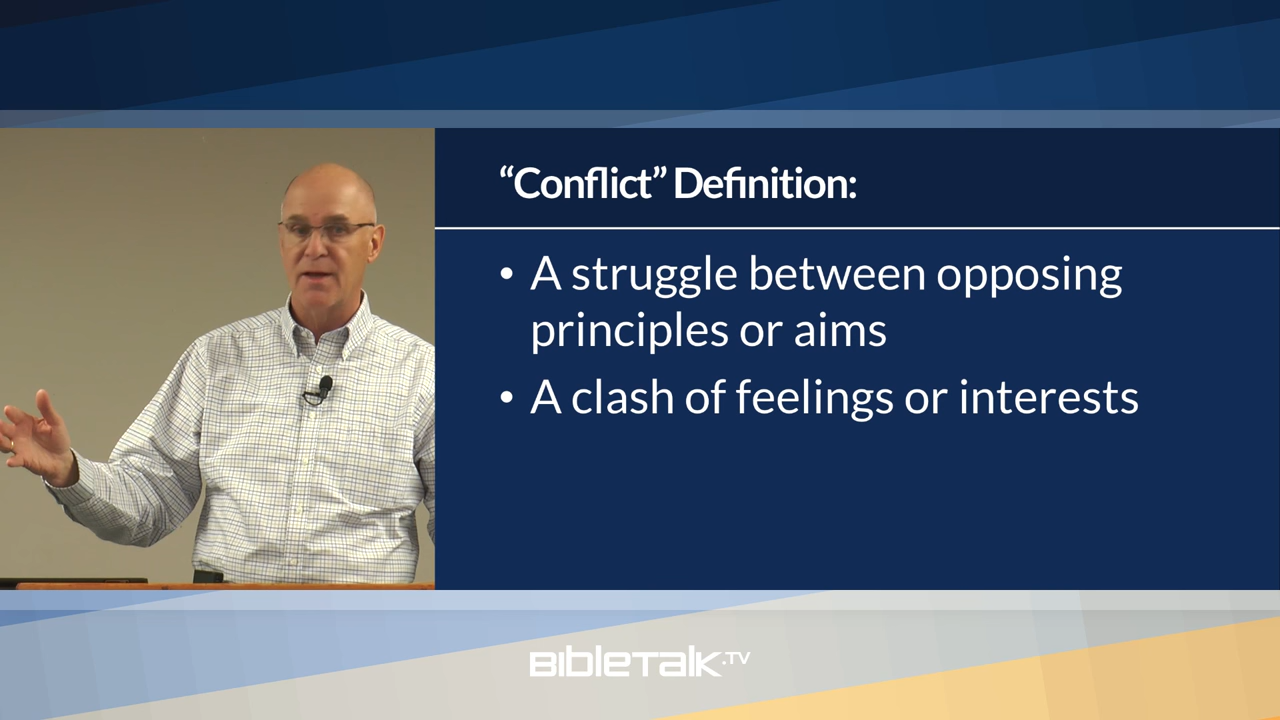 “Conflict” Definition:
• A struggle between opposing
principles or aims
• A clash of feelings or interests
BibleTalk.TV